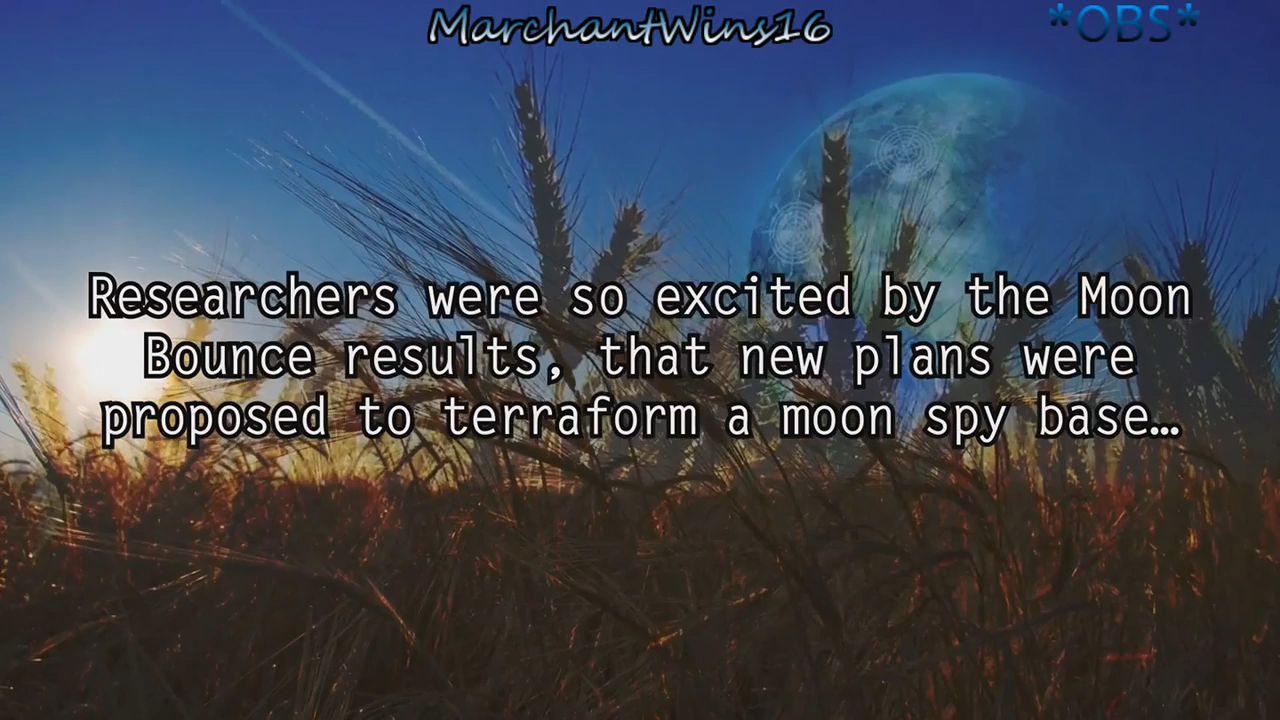 MarchantWins16
*OBS*
Researchers were so excited by the Moon
Bounce results, that new plans were
proposed to terraform a moon spy base…